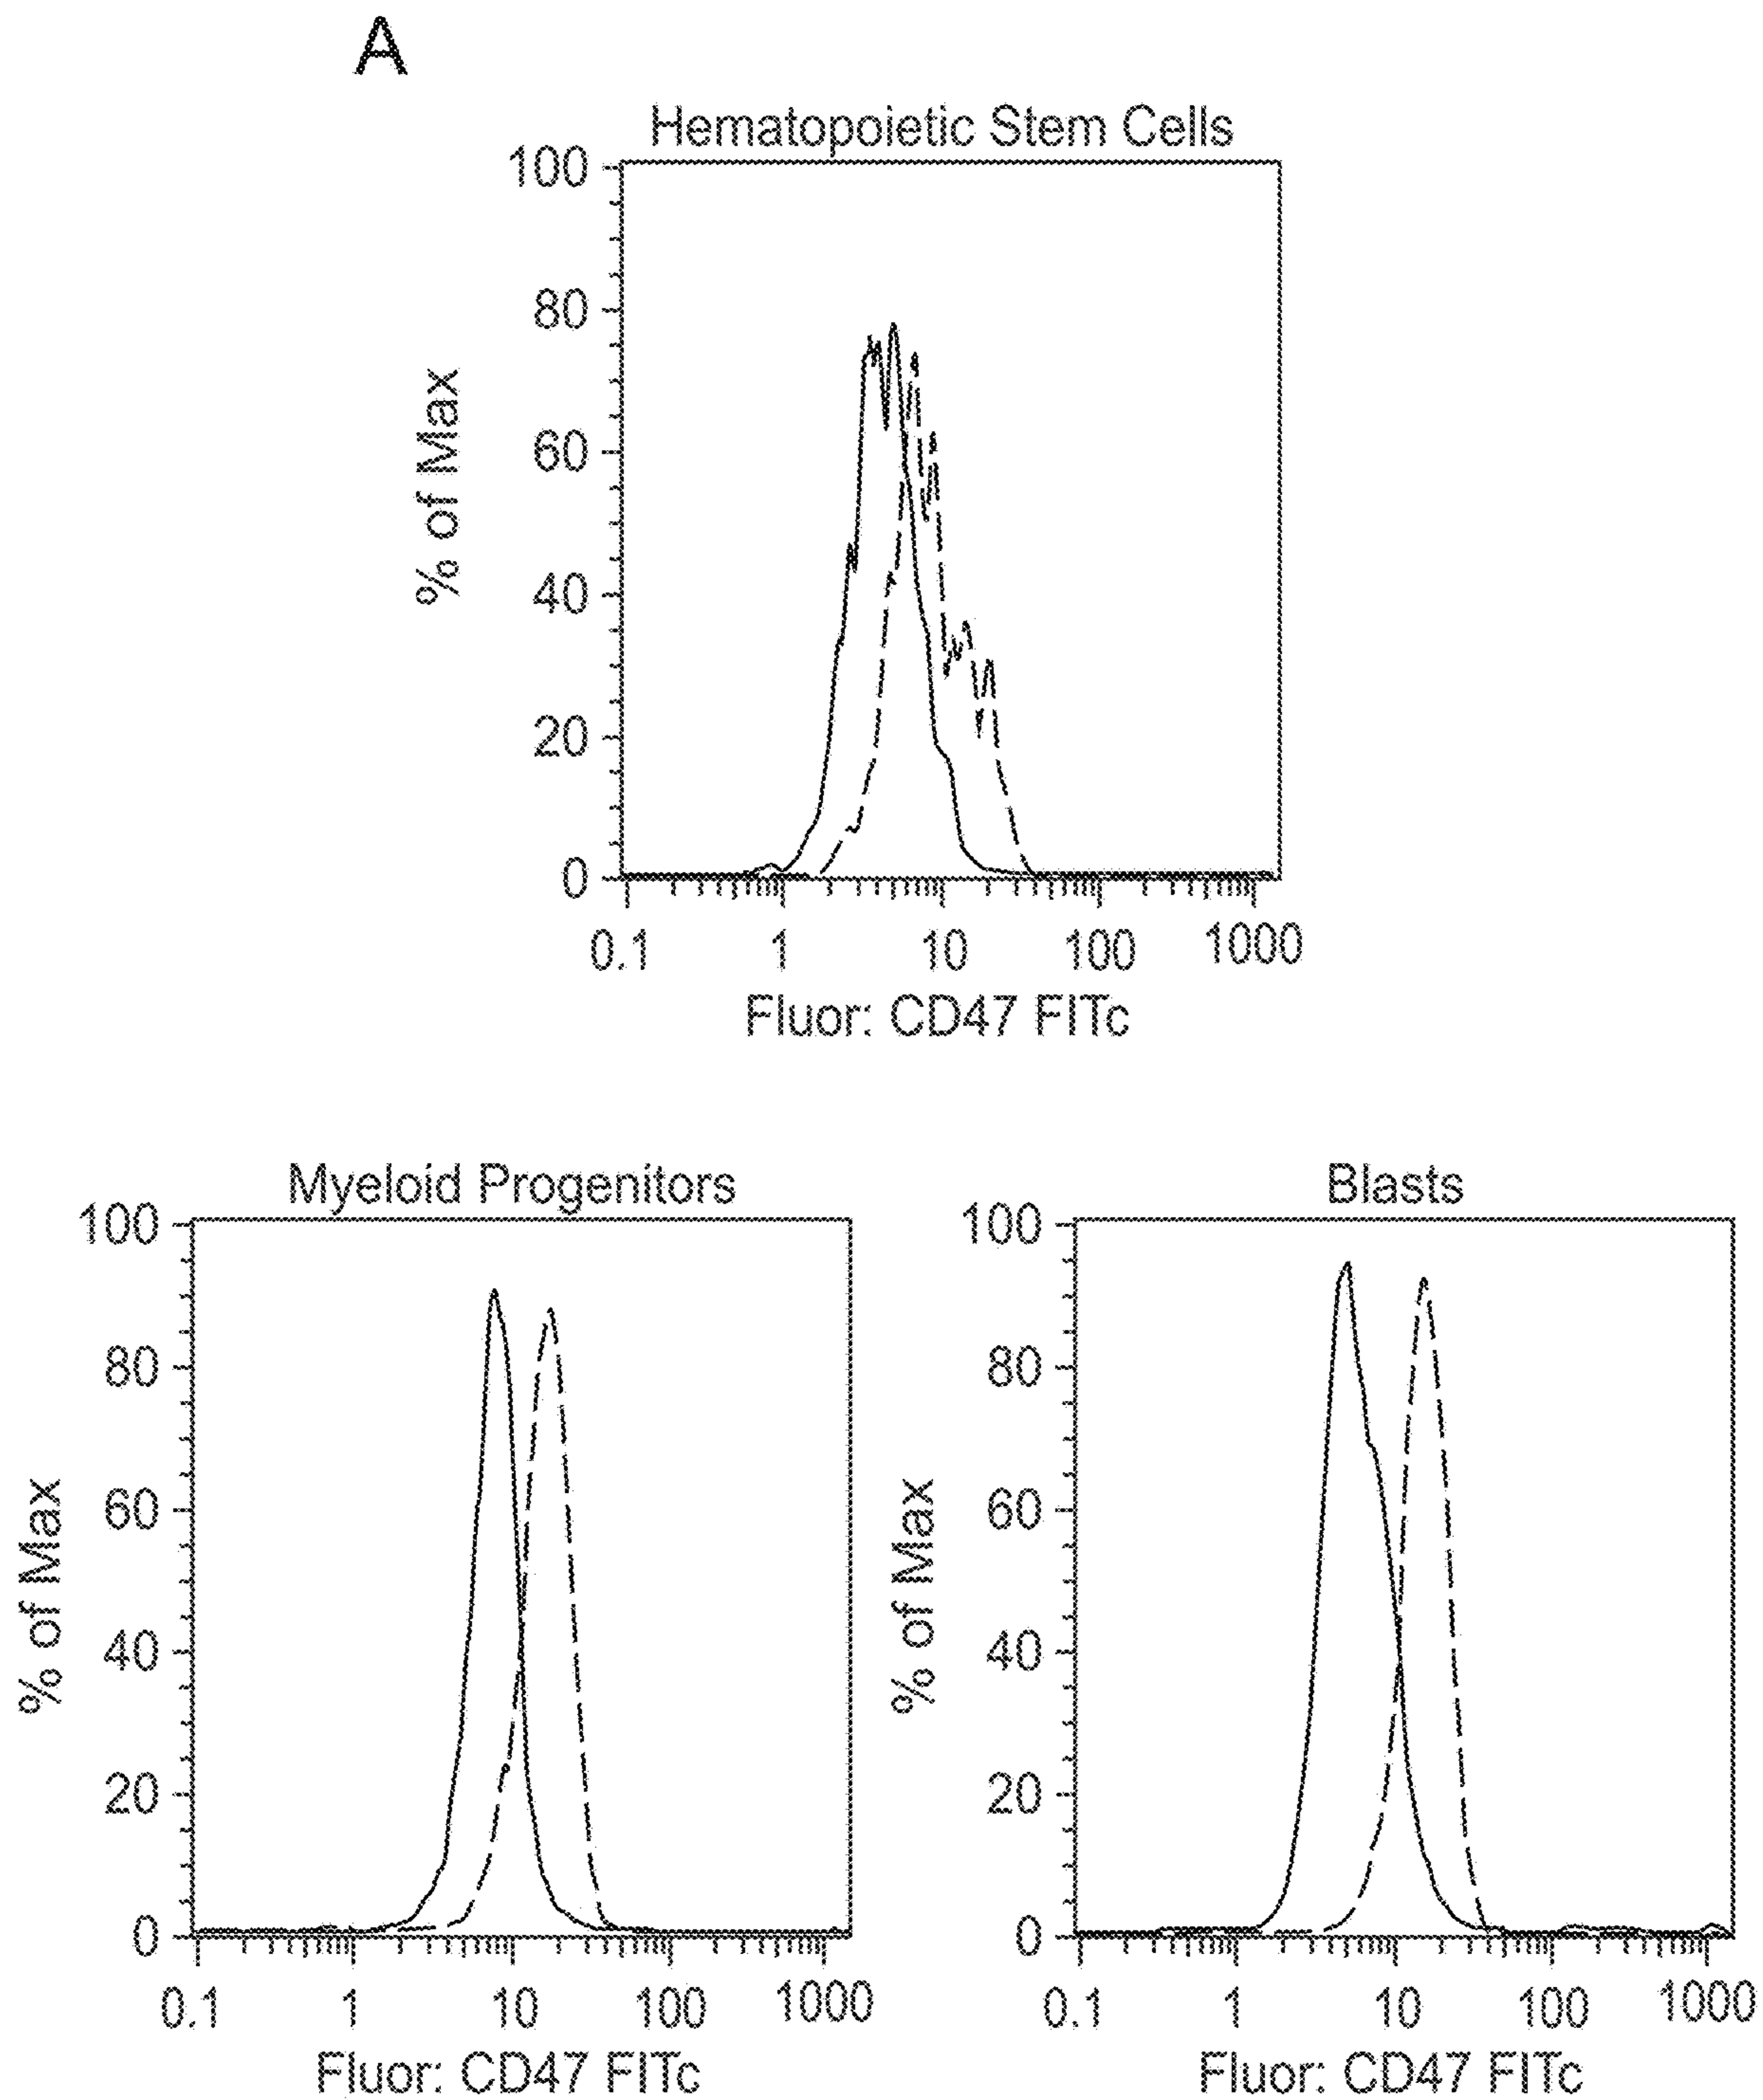 A
Hematopoietic Stem Cells
100
80
60
40
20
0
% of Max
0.1 1 10 100 1000
Fluor: CD47 FITc
Myeloid Progenitors
100
80
60
40
20
0
% of Max
0.1 1 10 100 1000
Fluor: CD47 FITc
Blasts
100
80
60
40
20
0
% of Max
0.1 1 10 100 1000
Fluor: CD47 FITc